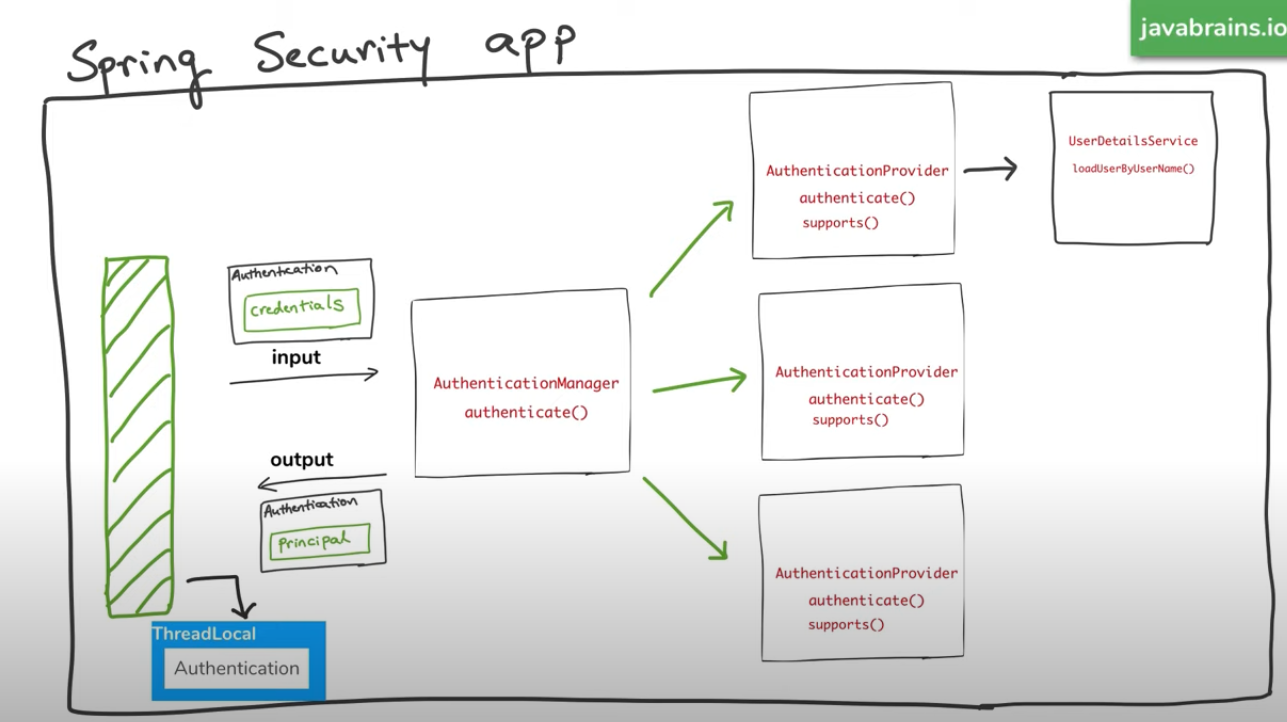 javabrains.io
Spring Security app
UserDetailsService
loadUserByUserName()
AuthenticationProvider
authenticate()
supports()
Authentication
credentials
input
AuthenticationManager
authenticate()
AuthenticationProvider
authenticate()
supports()
output
Authentication
Principal
AuthenticationProvider
authenticate()
supports()
ThreadLocal
Authentication